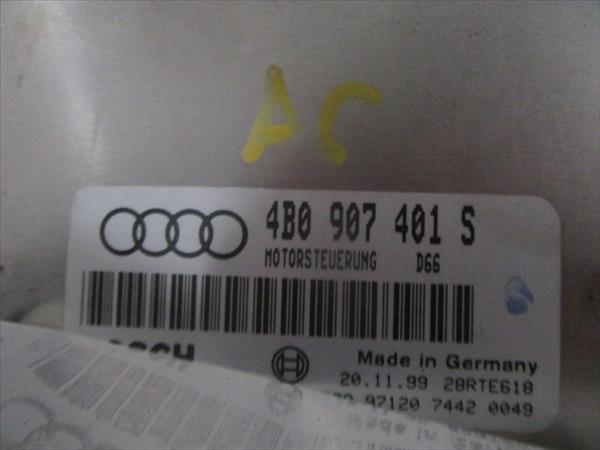 AC
4B0 907 401 S
MOTORSTEUERUNG D66
Made in Germany
20.11.99 28RTE618
97120 7442 0049